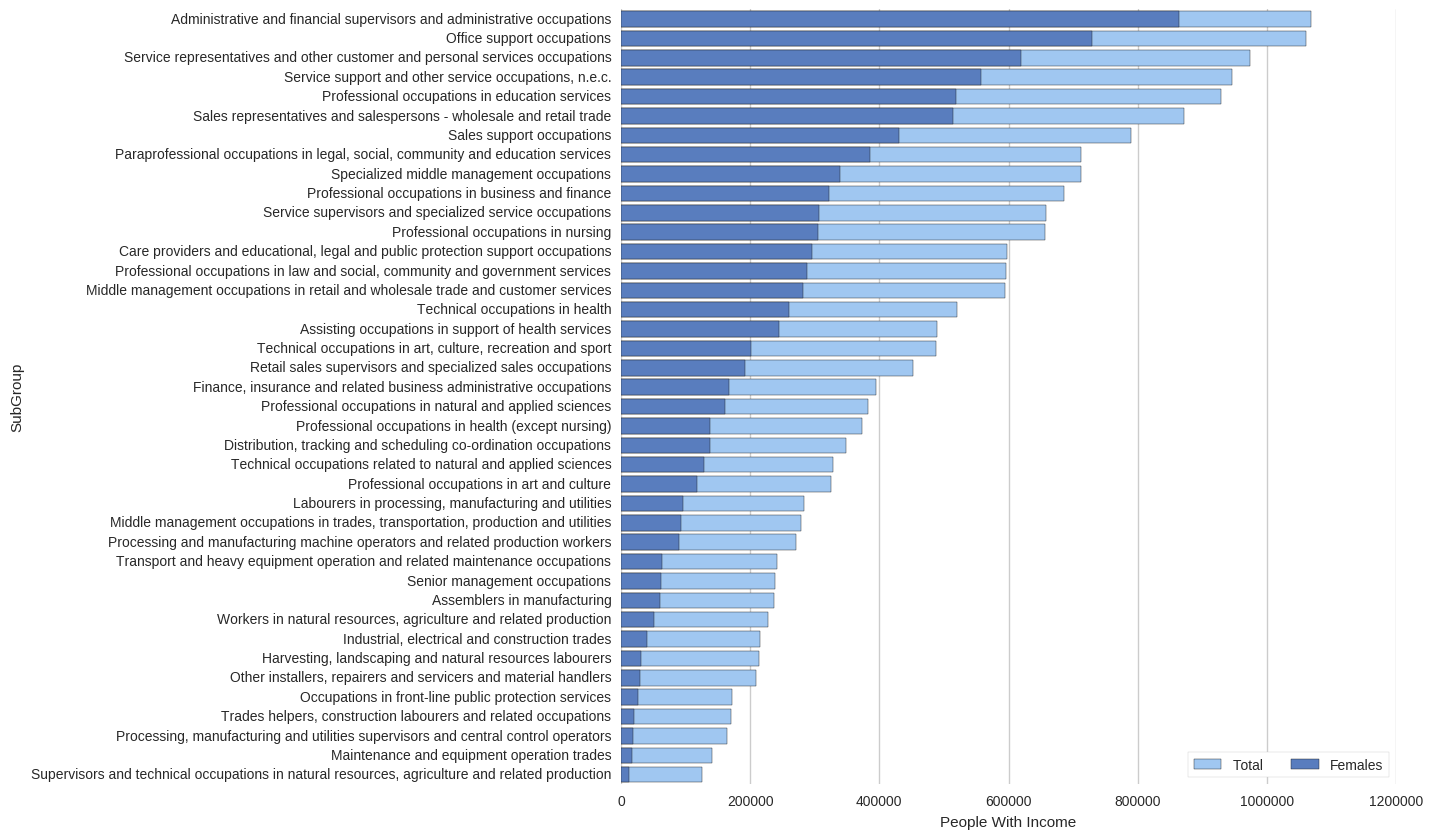 Administrative and financial supervisors and administrative occupations
Office support occupations
Service representatives and other customer and personal services occupations
Service support and other service occupations, n.e.c.
Professional occupations in education services
Sales representatives and salespersons - wholesale and retail trade
Sales support occupations
Paraprofessional occupations in legal, social, community and education services
Specialized middle management occupations
Professional occupations in business and finance
Service supervisors and specialized service occupations
Professional occupations in nursing
Care providers and educational, legal and public protection support occupations
Professional occupations in law and social, community and government services
Middle management occupations in retail and wholesale trade and customer services
Technical occupations in health
Assisting occupations in support of health services
Technical occupations in art, culture, recreation and sport
Retail sales supervisors and specialized sales occupations
Finance, insurance and related business administrative occupations
Professional occupations in natural and applied sciences
Professional occupations in health (except nursing)
Distribution, tracking and scheduling co-ordination occupations
Technical occupations related to natural and applied sciences
Professional occupations in art and culture
Labourers in processing, manufacturing and utilities
Middle management occupations in trades, transportation, production and utilities
Processing and manufacturing machine operators and related production workers
Transport and heavy equipment operation and related maintenance occupations
Senior management occupations
Assemblers in manufacturing
Workers in natural resources, agriculture and related production
Industrial, electrical and construction trades
Harvesting, landscaping and natural resources labourers
Other installers, repairers and servicers and material handlers
Occupations in front-line public protection services
Trades helpers, construction labourers and related occupations
Processing, manufacturing and utilities supervisors and central control operators
Maintenance and equipment operation trades
Supervisors and technical occupations in natural resources, agriculture and related production
SubGroup
Total Females
0 200000 400000 600000 800000 1000000 1200000
People With Income